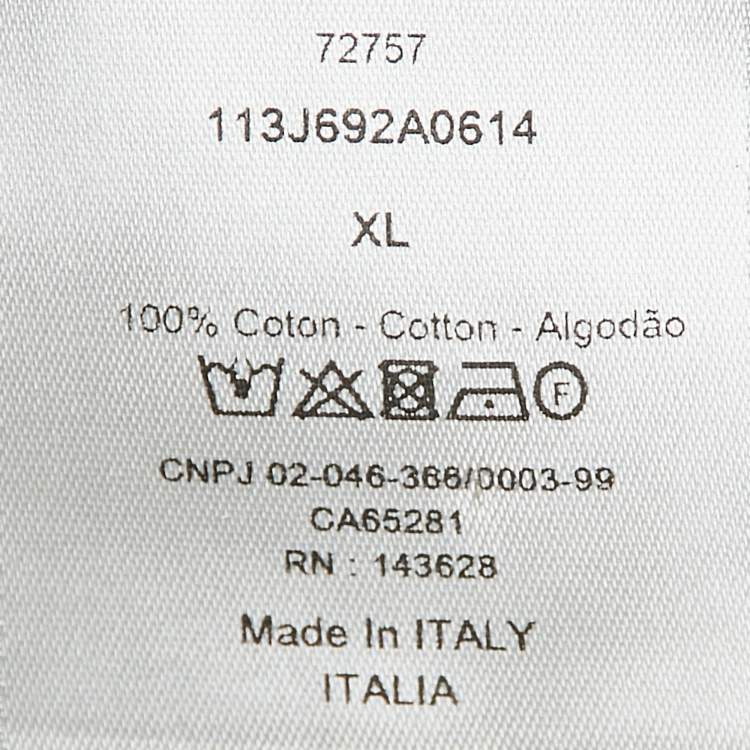 72757
113J692A0614
XL
100% Coton - Cotton - Algodão
F
CNPJ 02-046-366/0003-99
CA65281
RN : 143628
Made In ITALY
ITALIA